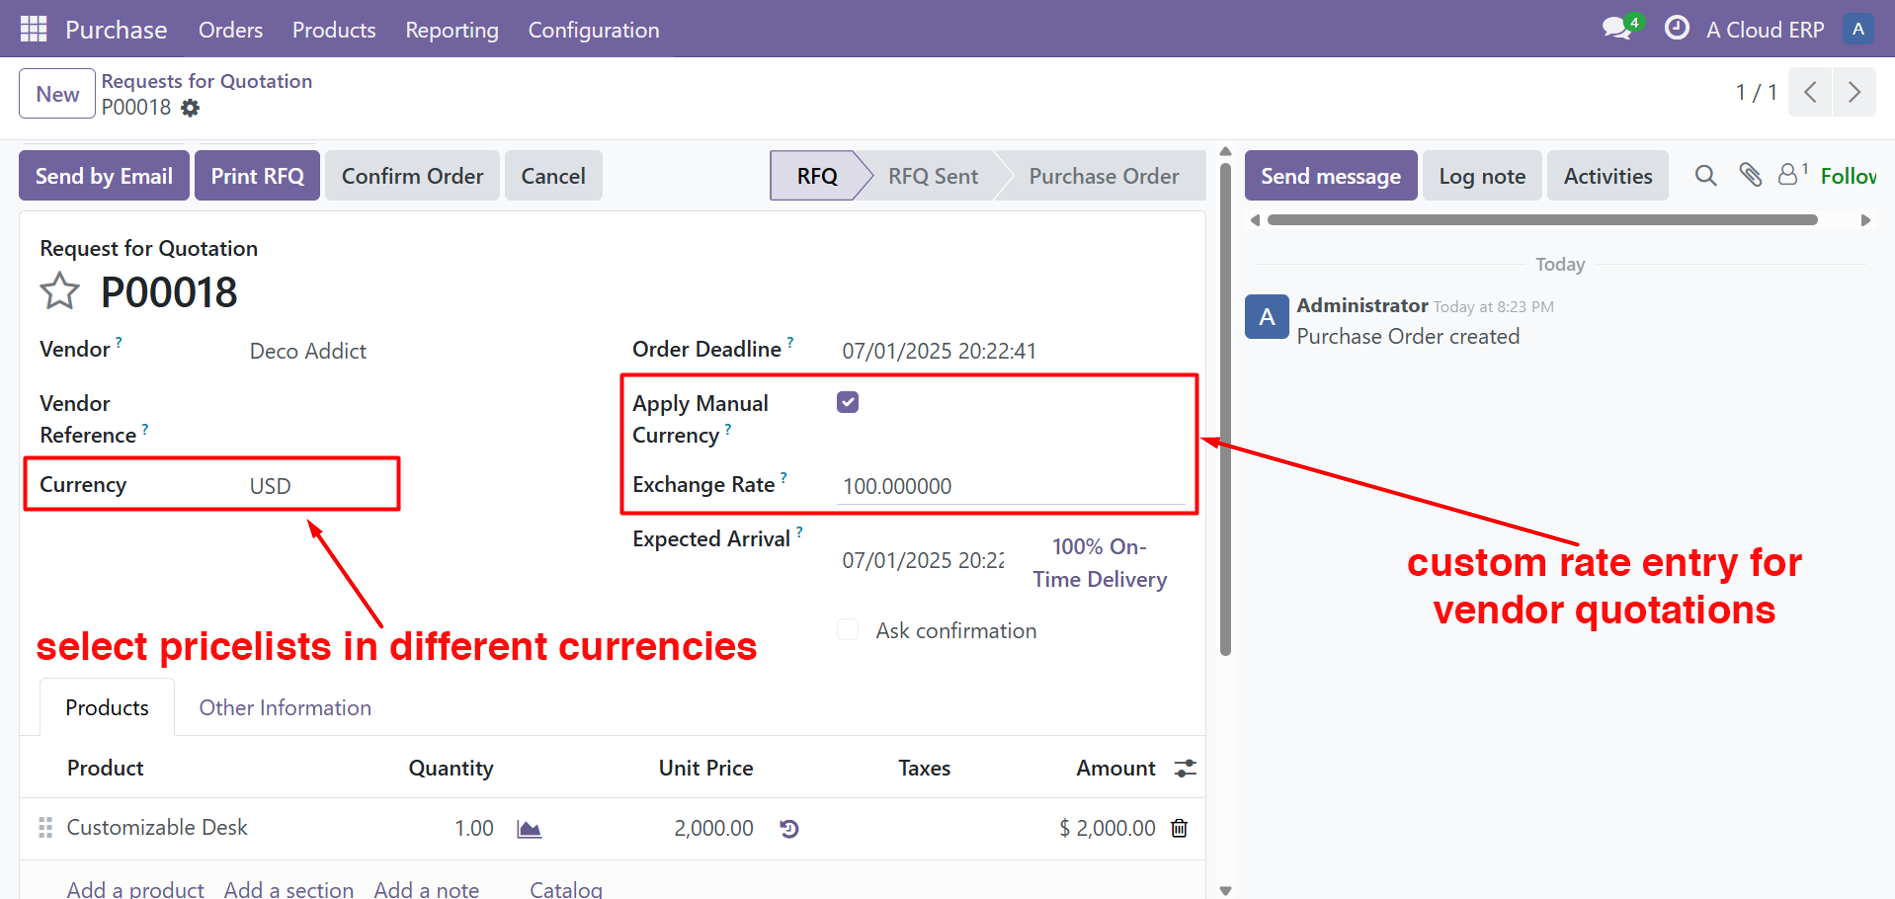 Purchase Orders Products Reporting Configuration 4 A Cloud ERP A
New Requests for Quotation
P00018
1 / 1
Send by Email Print RFQ Confirm Order Cancel RFQ RFQ Sent Purchase Order Send message Log note Activities 1 Follow
Request for Quotation
P00018
Today
A Administrator Today at 8:23 PM
Purchase Order created
Vendor ? Deco Addict Order Deadline ? 07/01/2025 20:22:41
Vendor
Reference ?
Apply Manual
Currency ?
Currency USD Exchange Rate ? 100.000000
Expected Arrival ? 07/01/2025 20:22
100% On-
Time Delivery
custom rate entry for
vendor quotations
Ask confirmation
select pricelists in different currencies
Products Other Information
Product Quantity Unit Price Taxes Amount
Customizable Desk 1.00 2,000.00 $ 2,000.00
Add a product Add a section Add a note Catalog